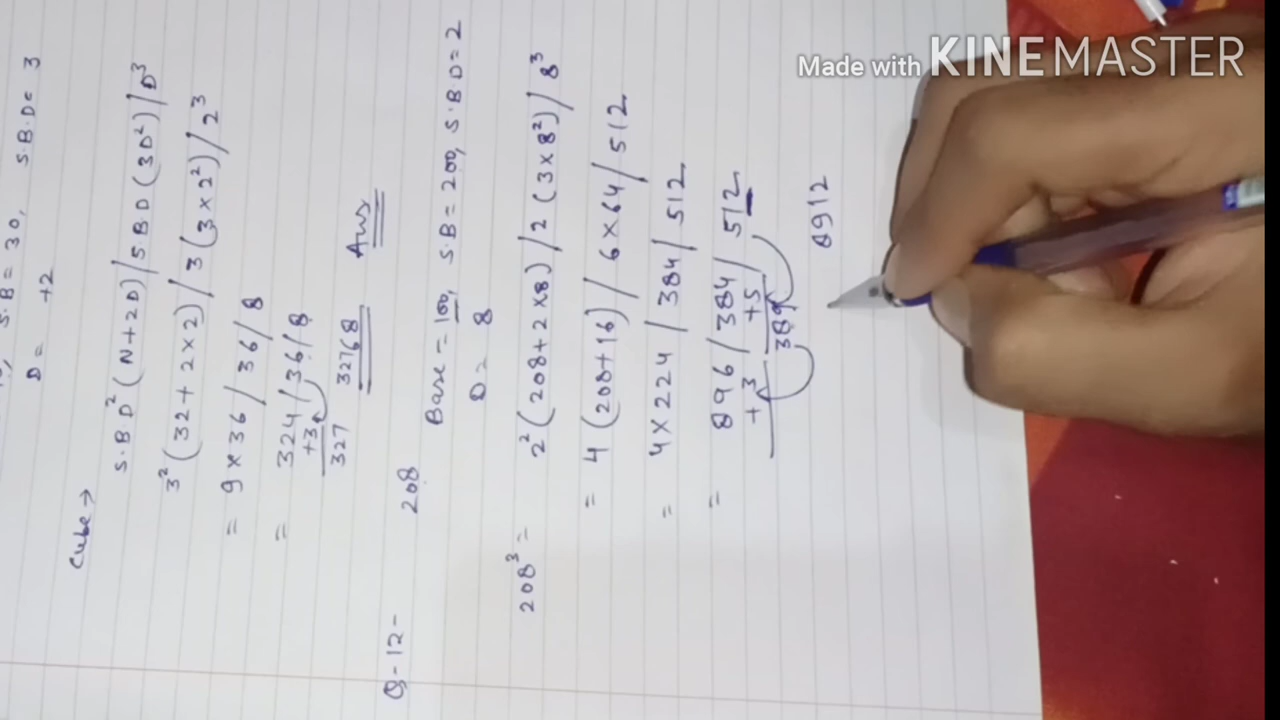 S.B = 30, S.B.D = 3
D = +2
Cube →
S.B.D² (N+2D) / S.B.D (3D²) / D³
3² (32 + 2×2) / 3 (3×2²) / 2³
= 9 × 36 / 36 / 8
= 324 / 36 / 8
+3
327 32768 Ans
Q-12- 208
Base = 100, S.B = 200, S.B.D = 2
D = 8
208³ = 2² (208 + 2×8) / 2 (3×8²) / 8³
= 4 (208+16) / 6×64 / 512
= 4×224 / 384 / 512
= 896 / 384 / 512
+3 +5
389
8912
Made with KINEMASTER